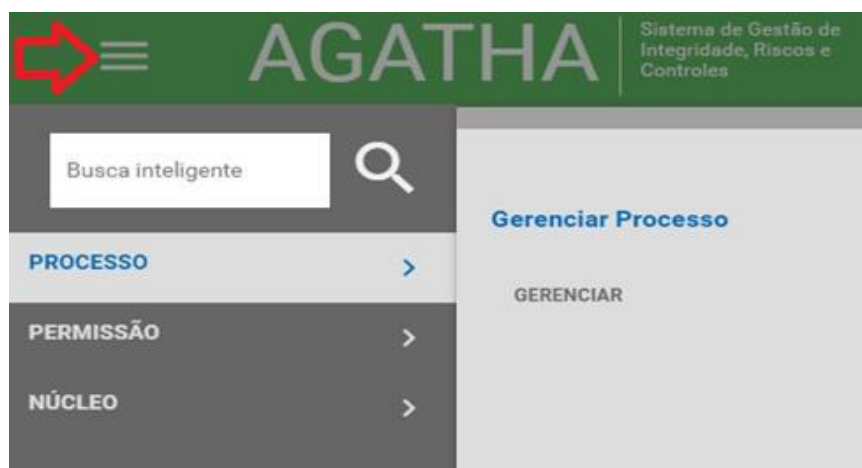 AGATHA
Sistema de Gestão de
Integridade, Riscos e
Controles
Busca inteligente
PROCESSO
PERMISSÃO
NÚCLEO
Gerenciar Processo
GERENCIAR